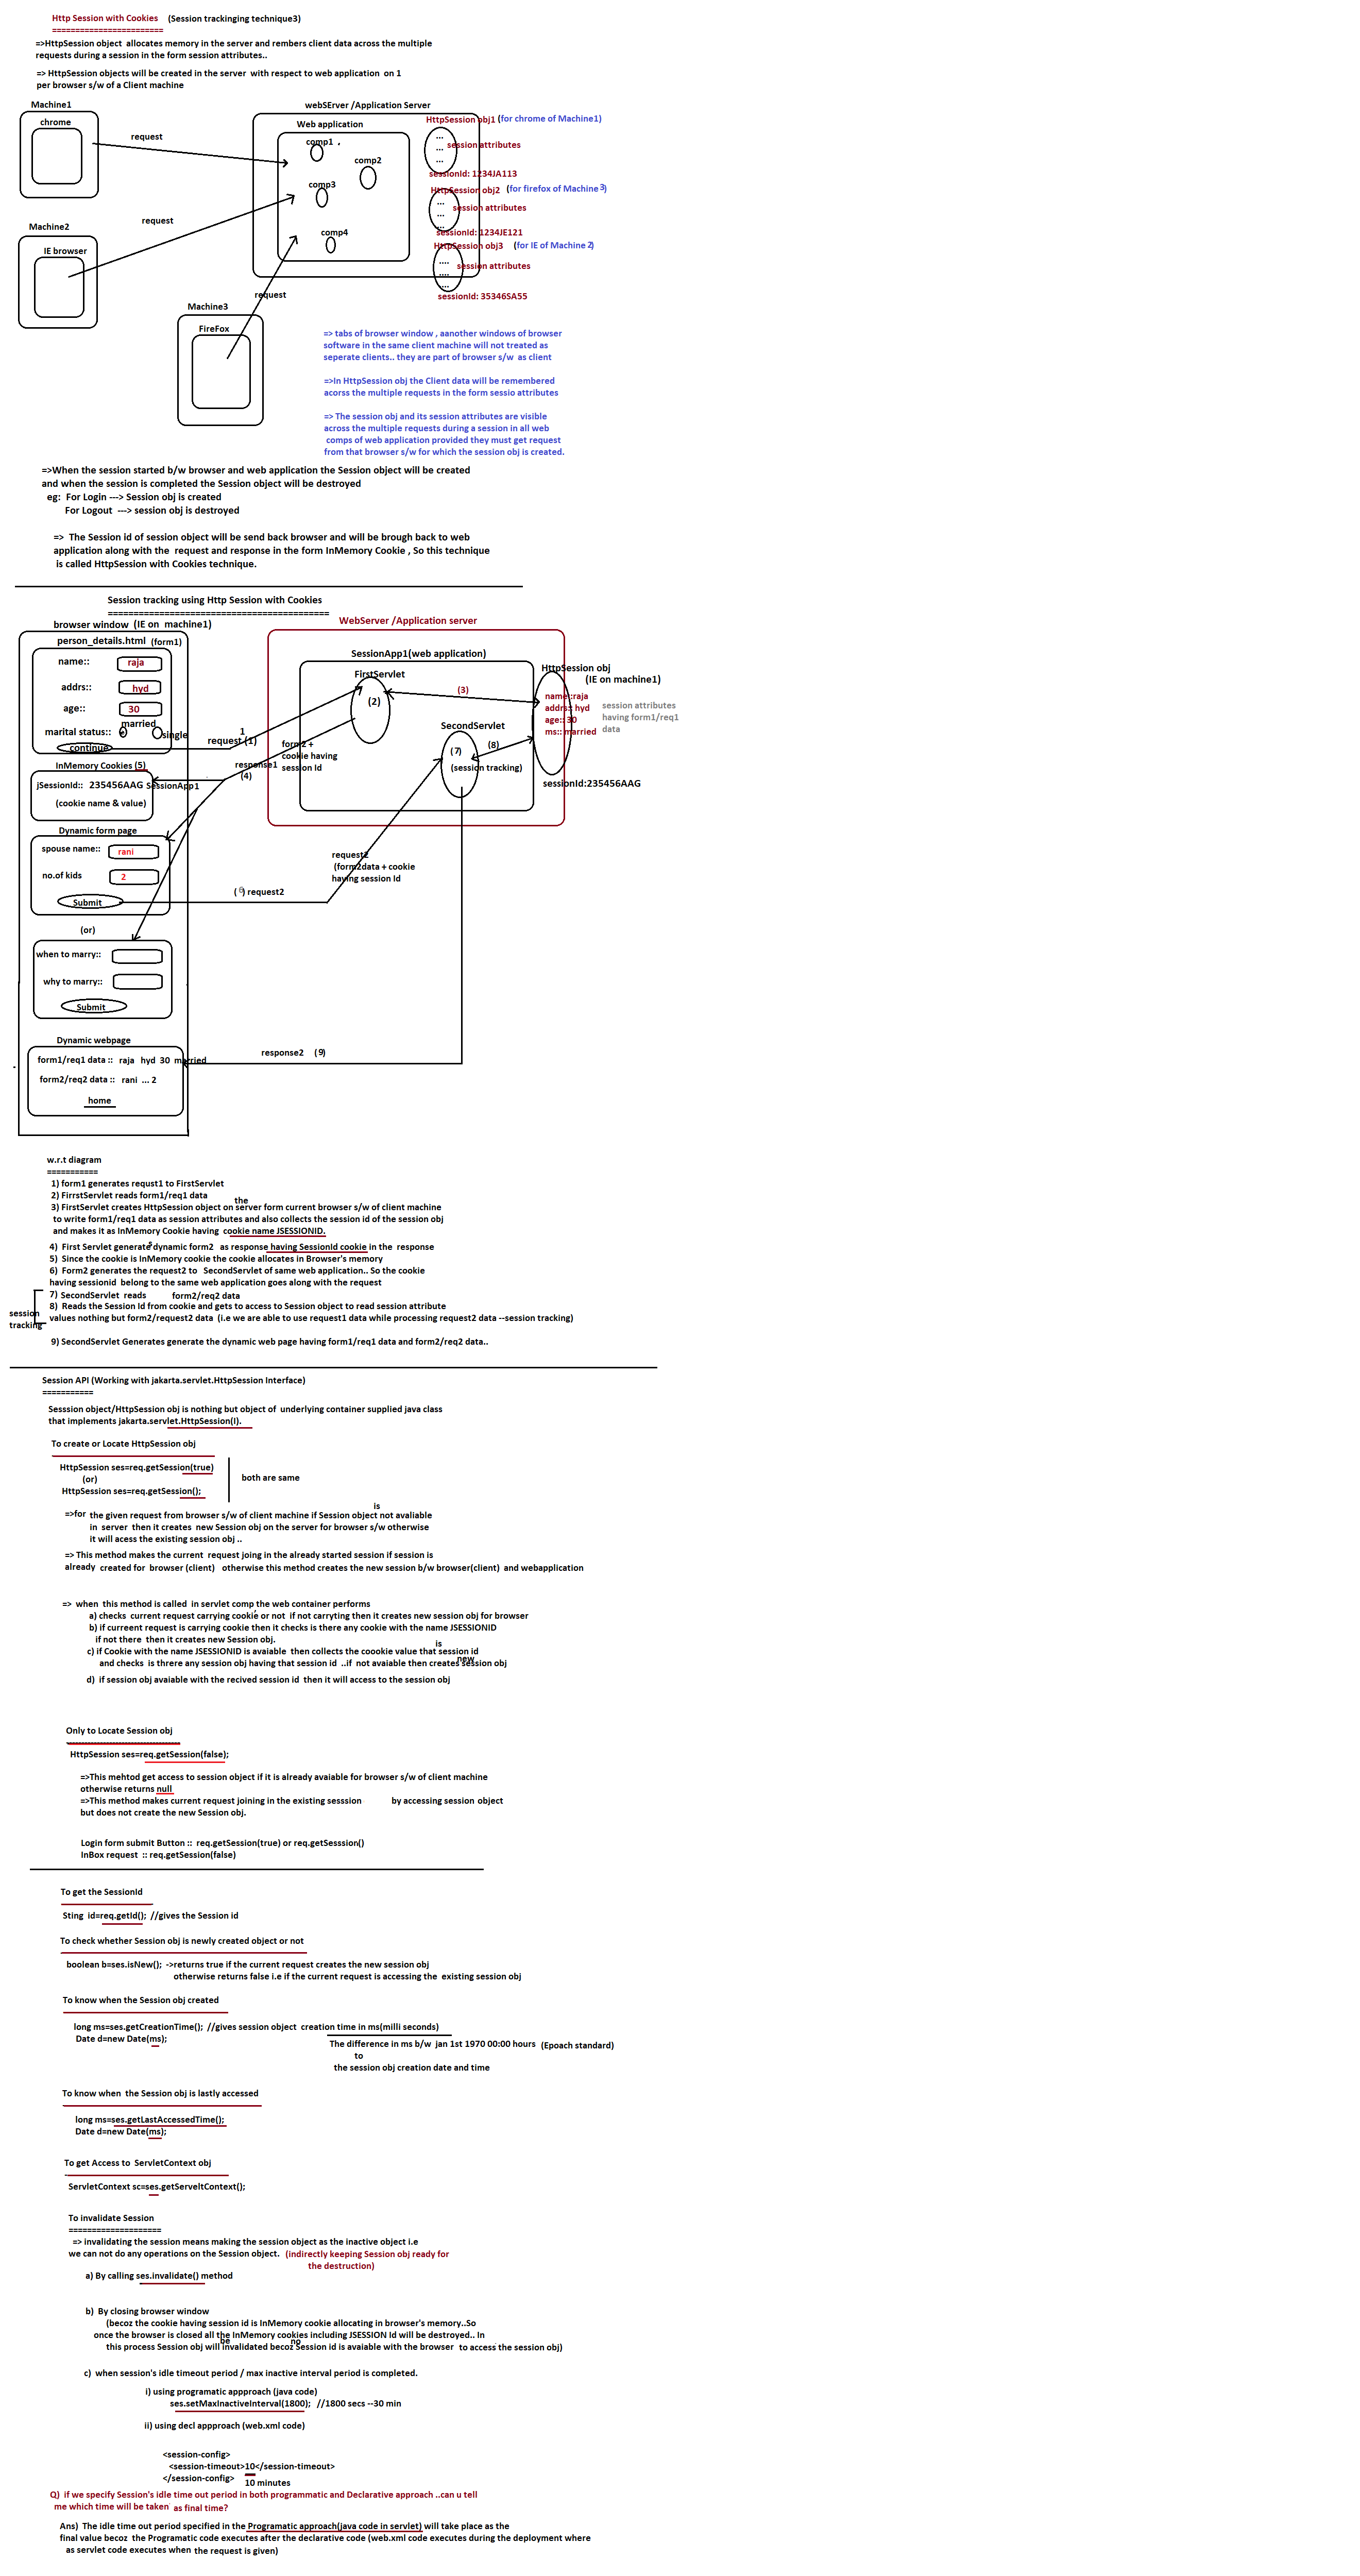 Http Session with Cookies (Session trackinging technique3)
========================
=>HttpSession object allocates memory in the server and rembers client data across the multiple
requests during a session in the form session attributes..
=> HttpSession objects will be created in the server with respect to web application on 1
per browser s/w of a Client machine
Machine1
chrome
request
webSErver /Application Server
Web application
comp1 .
comp2
comp3
comp4
HttpSession obj1 (for chrome of Machine1)
...
... session attributes
...
sessionId: 1234JA113
HttpSession obj2 (for firefox of Machine 3)
...
session attributes
...
...
sessionId: 1234JE121
HttpSession obj3 (for IE of Machine 2)
....
session attributes
....
....
sessionId: 35346SA55
Machine2
IE browser
request
Machine3
FireFox
request
=> tabs of browser window , aanother windows of browser
software in the same client machine will not treated as
seperate clients.. they are part of browser s/w as client
=>In HttpSession obj the Client data will be remembered
acorss the multiple requests in the form sessio attributes
=> The session obj and its session attributes are visible
across the multiple requests during a session in all web
comps of web application provided they must get request
from that browser s/w for which the session obj is created.
=>When the session started b/w browser and web application the Session object will be created
and when the session is completed the Session object will be destroyed
eg: For Login ---> Session obj is created
For Logout ---> session obj is destroyed
=> The Session id of session object will be send back browser and will be brough back to web
application along with the request and response in the form InMemory Cookie , So this technique
is called HttpSession with Cookies technique.
Session tracking using Http Session with Cookies
===========================================
browser window (IE on machine1)
WebServer /Application server
person_details.html (form1)
name:: raja
addrs:: hyd
age:: 30
married
marital status:: single
continue
SessionApp1(web application)
FirstServlet
(2)
(3)
SecondServlet
(7)
(8)
(session tracking)
HttpSession obj
(IE on machine1)
name::raja
addrs:: hyd
age:: 30
ms:: married
session attributes
having form1/req1
data
sessionId:235456AAG
1
request (1)
form2 +
cookie having
session Id
response1
(4)
InMemory Cookies (5)
jSessionId:: 235456AAG SessionApp1
(cookie name & value)
Dynamic form page
spouse name:: rani
no.of kids 2
Submit
request2
(form2data + cookie
having session Id
(6) request2
(or)
when to marry::
why to marry::
Submit
Dynamic webpage
form1/req1 data :: raja hyd 30 married
form2/req2 data :: rani ... 2
home
response2 (9)
w.r.t diagram
===========
1) form1 generates requst1 to FirstServlet
2) FirrstServlet reads form1/req1 data
the
3) FirstServlet creates HttpSession object on server form current browser s/w of client machine
to write form1/req1 data as session attributes and also collects the session id of the session obj
and makes it as InMemory Cookie having cookie name JSESSIONID.
4) First Servlet generates dynamic form2 as response having SessionId cookie in the response
5) Since the cookie is InMemory cookie the cookie allocates in Browser's memory
6) Form2 generates the request2 to SecondServlet of same web application.. So the cookie
having sessionid belong to the same web application goes along with the request
7) SecondServlet reads form2/req2 data
8) Reads the Session Id from cookie and gets to access to Session object to read session attribute
values nothing but form2/request2 data (i.e we are able to use request1 data while processing request2 data --session tracking)
session
tracking
9) SecondServlet Generates generate the dynamic web page having form1/req1 data and form2/req2 data..
Session API (Working with jakarta.servlet.HttpSession Interface)
===========
Sesssion object/HttpSession obj is nothing but object of underlying container supplied java class
that implements jakarta.servlet.HttpSession(I).
To create or Locate HttpSession obj
HttpSession ses=req.getSession(true)
(or)
HttpSession ses=req.getSession();
both are same
is
=>for the given request from browser s/w of client machine if Session object not avaliable
in server then it creates new Session obj on the server for browser s/w otherwise
it will acess the existing session obj ..
=> This method makes the current request joing in the already started session if session is
already created for browser (client) otherwise this method creates the new session b/w browser(client) and webapplication
=> when this method is called in servlet comp the web container performs
a) checks current request carrying cookie or not if not carryting then it creates new session obj for browser
b) if curreent request is carrying cookie then it checks is there any cookie with the name JSESSIONID
if not there then it creates new Session obj.
is
c) if Cookie with the name JSESSIONID is avaiable then collects the coookie value that session id
new
and checks is threre any session obj having that session id ..if not avaiable then creates session obj
d) if session obj avaiable with the recived session id then it will access to the session obj
Only to Locate Session obj
HttpSession ses=req.getSession(false);
=>This mehtod get access to session object if it is already avaiable for browser s/w of client machine
otherwise returns null
=>This method makes current request joining in the existing sesssion by accessing session object
but does not create the new Session obj.
Login form submit Button :: req.getSession(true) or req.getSesssion()
InBox request :: req.getSession(false)
To get the SessionId
Sting id=req.getId(); //gives the Session id
To check whether Session obj is newly created object or not
boolean b=ses.isNew(); ->returns true if the current request creates the new session obj
otherwise returns false i.e if the current request is accessing the existing session obj
To know when the Session obj created
long ms=ses.getCreationTime(); //gives session object creation time in ms(milli seconds)
Date d=new Date(ms);
The difference in ms b/w jan 1st 1970 00:00 hours (Epoach standard)
to
the session obj creation date and time
To know when the Session obj is lastly accessed
long ms=ses.getLastAccessedTime();
Date d=new Date(ms);
To get Access to ServletContext obj
ServletContext sc=ses.getServeltContext();
To invalidate Session
====================
=> invalidating the session means making the session object as the inactive object i.e
we can not do any operations on the Session object. (indirectly keeping Session obj ready for
the destruction)
a) By calling ses.invalidate() method
b) By closing browser window
(becoz the cookie having session id is InMemory cookie allocating in browser's memory..So
once the browser is closed all the InMemory cookies including JSESSION Id will be destroyed.. In
be no
this process Session obj will invalidated becoz Session id is avaiable with the browser to access the session obj)
c) when session's idle timeout period / max inactive interval period is completed.
i) using programatic appproach (java code)
ses.setMaxInactiveInterval(1800); //1800 secs --30 min
ii) using decl appproach (web.xml code)
<session-config>
<session-timeout>10</session-timeout>
</session-config> 10 minutes
Q) if we specify Session's idle time out period in both programmatic and Declarative approach ..can u tell
me which time will be taken as final time?
Ans) The idle time out period specified in the Programatic approach(java code in servlet) will take place as the
final value becoz the Programatic code executes after the declarative code (web.xml code executes during the deployment where
as servlet code executes when the request is given)